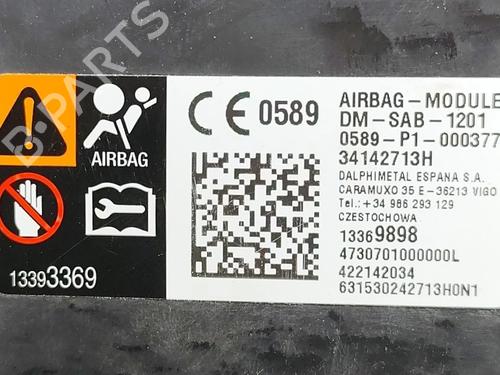 CE 0589
AIRBAG
13393369
AIRBAG-MODULE
DM-SAB-1201
0589-P1-000377
34142713H
DALPHIMETAL ESPANA S.A.
CARAMUXO 35 E-36213 VIGO
Tel.: +34 986 293 129
CZESTOCHOWA
13369898
4730701000000L
422142034
631530242713H0N1